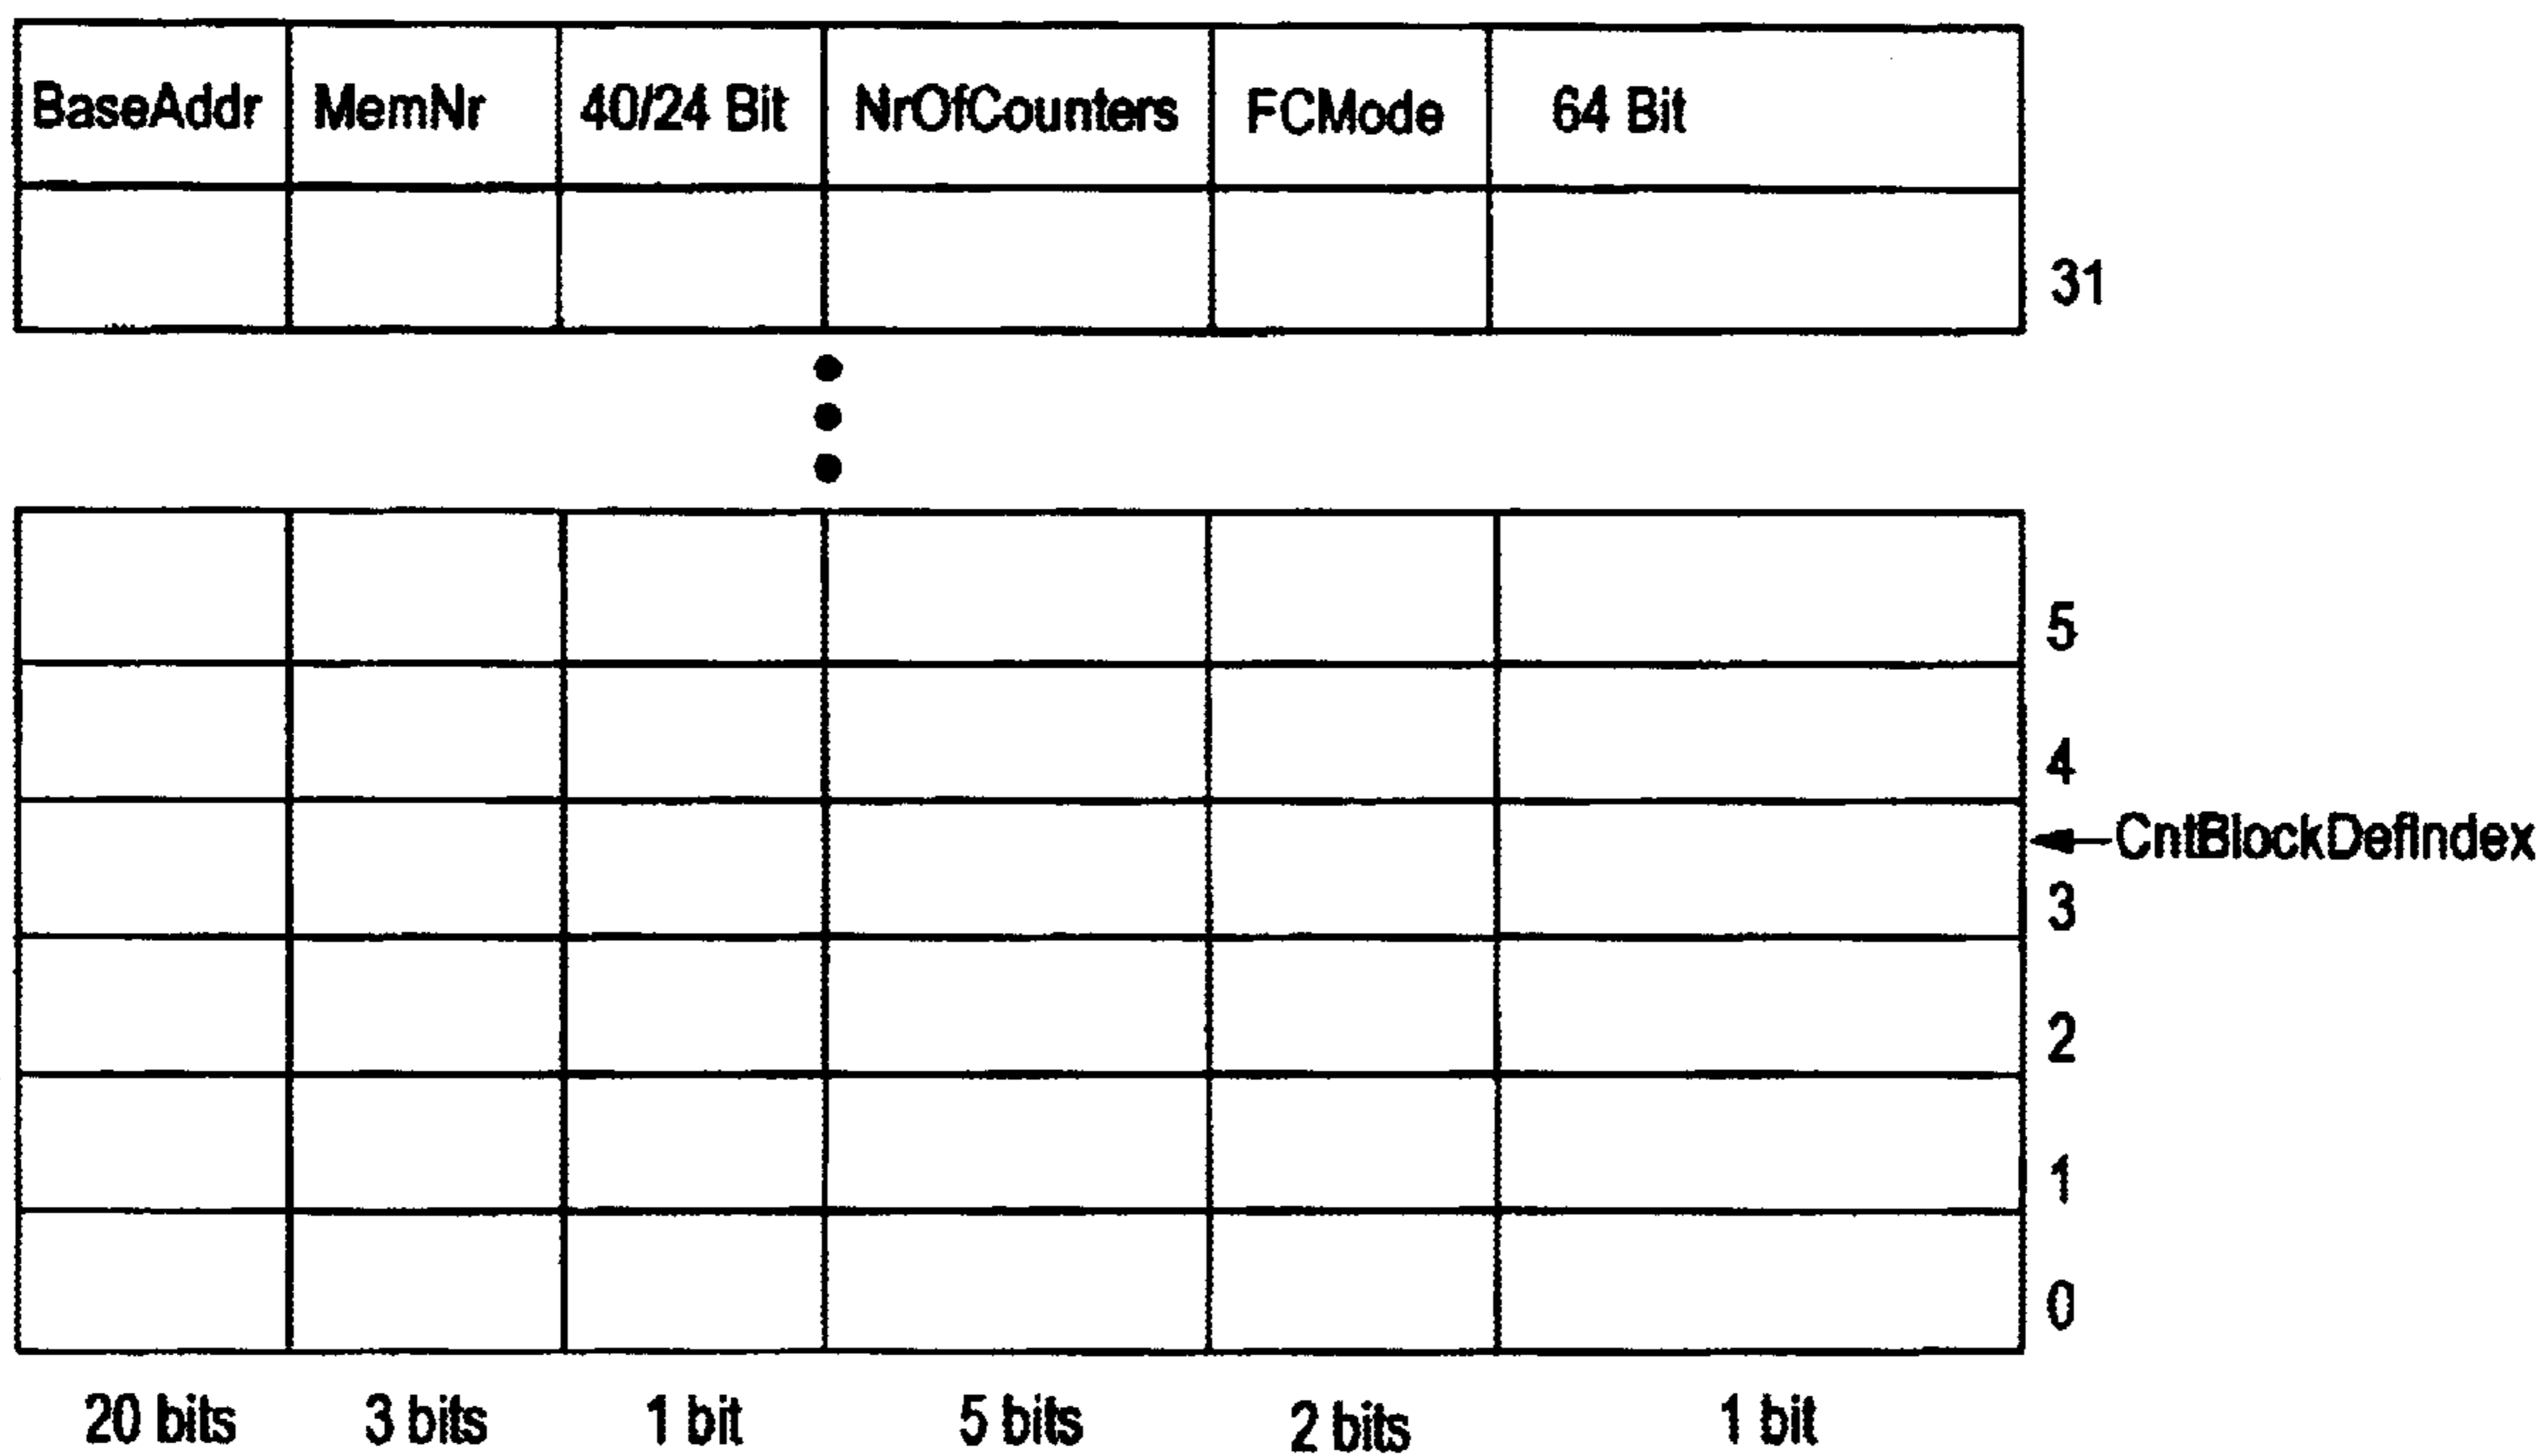 BaseAddr MemNr 40/24 Bit NrOfCounters FCMode 64 Bit
31
5
4
CntBlockDefIndex
3
2
1
0
20 bits 3 bits 1 bit 5 bits 2 bits 1 bit